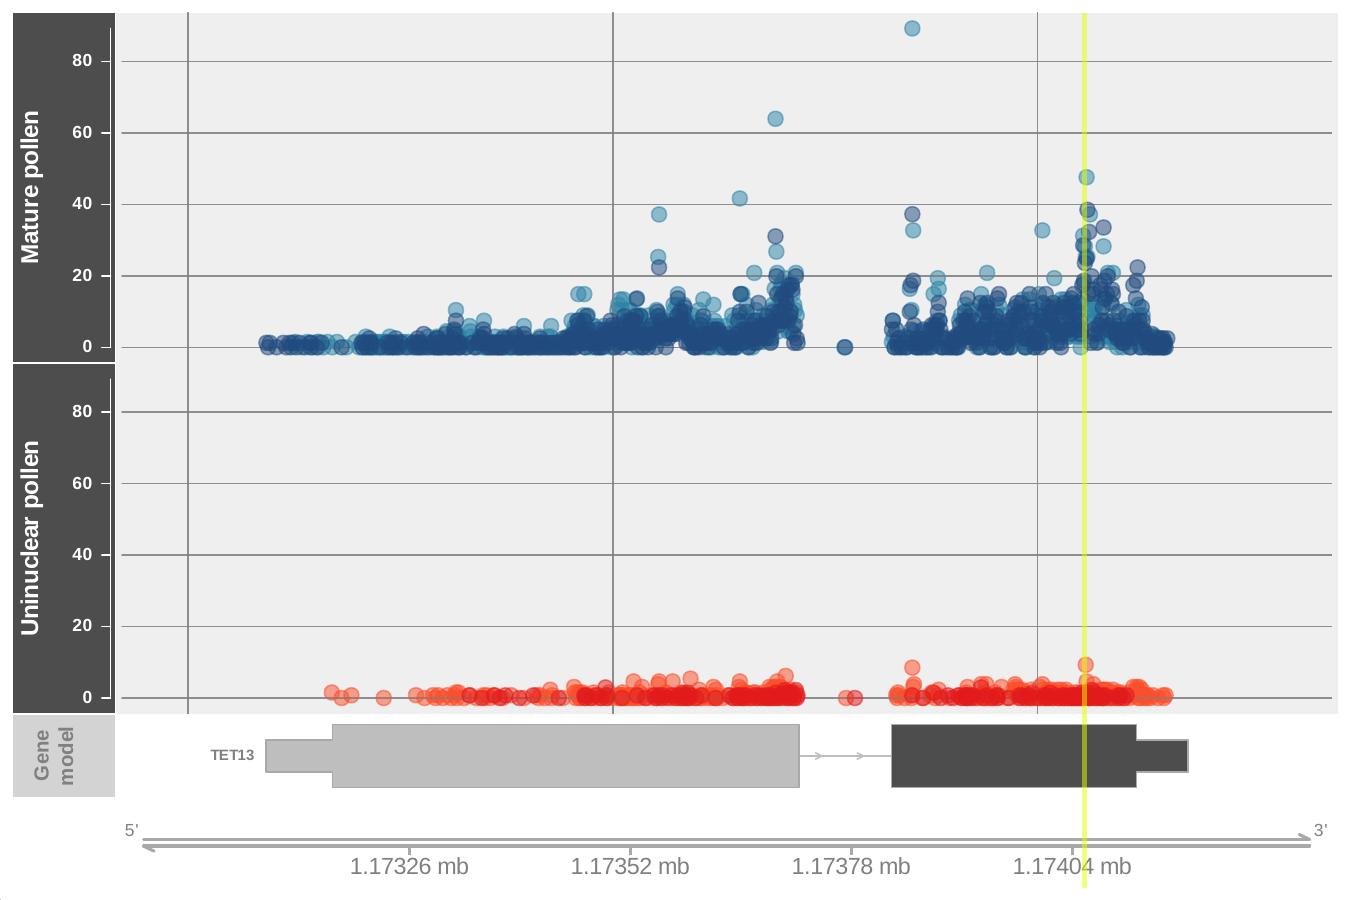 Mature pollen
80
60
40
20
0
Uninuclear pollen
80
60
40
20
0
Gene
model
TET13
5'
3'
1.17326 mb
1.17352 mb
1.17378 mb
1.17404 mb